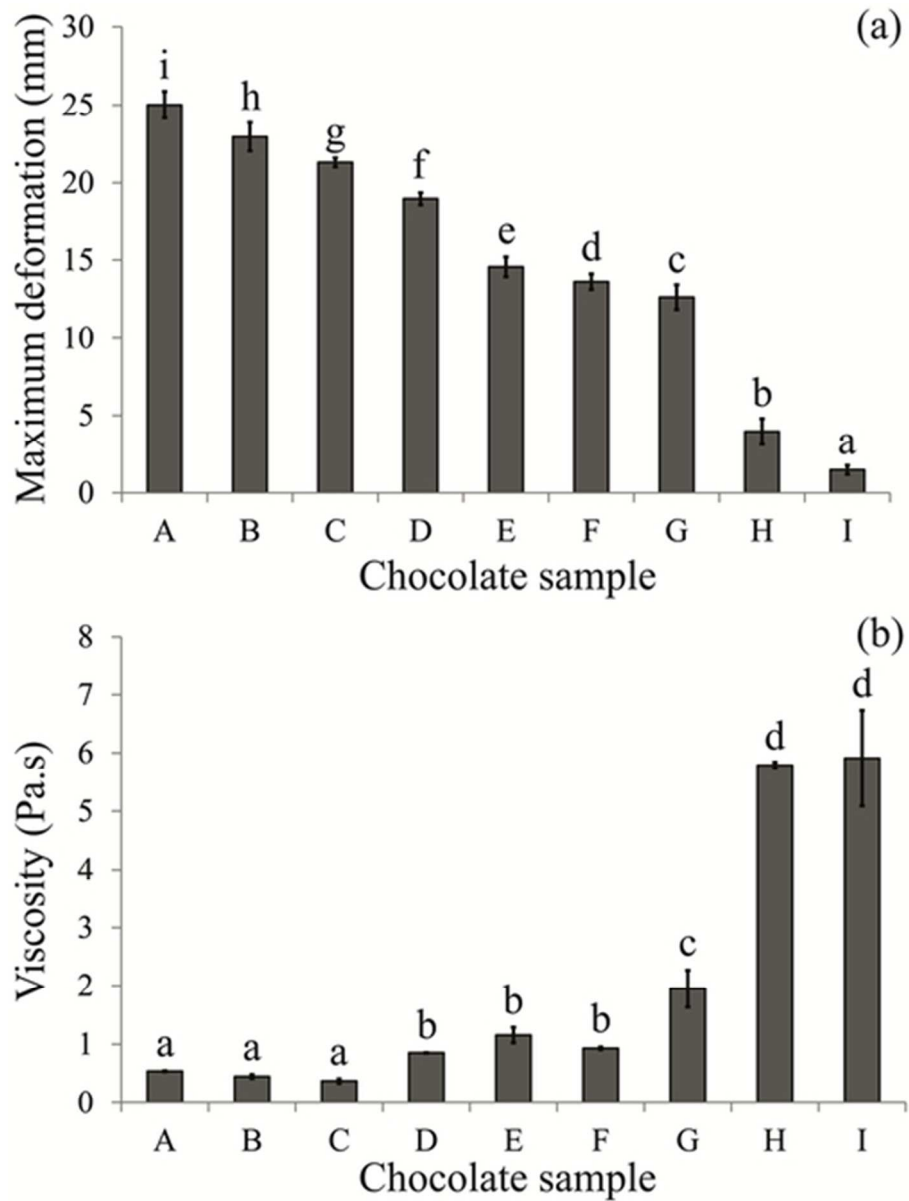 (a)
Maximum deformation (mm)
30
25
20
15
10
5
0
i
h
g
f
e
d
c
b
a
A B C D E F G H I
Chocolate sample
(b)
Viscosity (Pa.s)
8
7
6
5
4
3
2
1
0
a
a
a
b
b
b
c
d
d
A B C D E F G H I
Chocolate sample